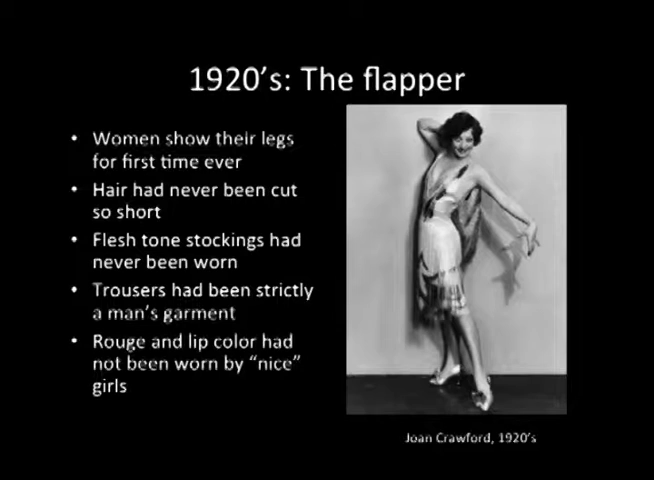 1920's: The flapper
• Women show their legs
for first time ever
• Hair had never been cut
so short
• Flesh tone stockings had
never been worn
• Trousers had been strictly
a man's garment
• Rouge and lip color had
not been worn by "nice"
girls
Joan Crawford, 1920's